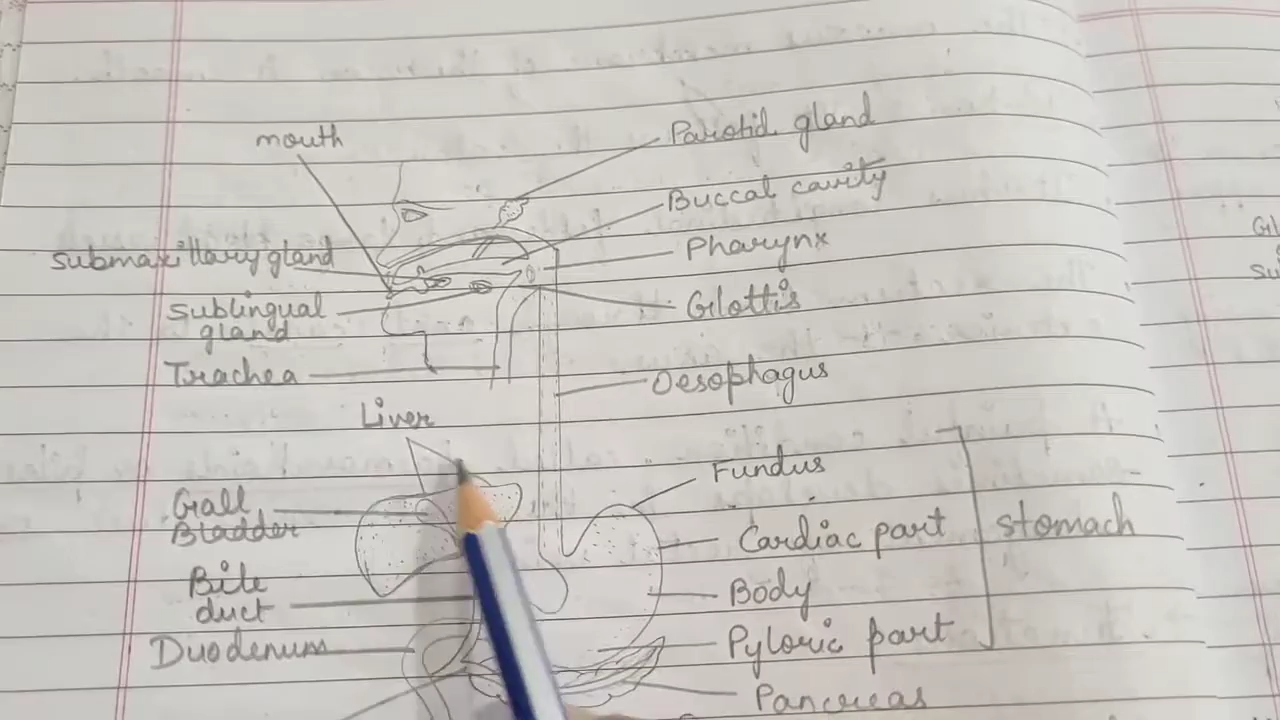 mouth
Parotid gland
Buccal cavity
submaxillary gland
Pharynx
sublingual
gland
Glottis
Trachea
Oesophagus
Liver
Fundus
Gall
Bladder
Cardiac part
stomach
Bile
duct
Body
Duodenum
Pyloric part
Pancreas